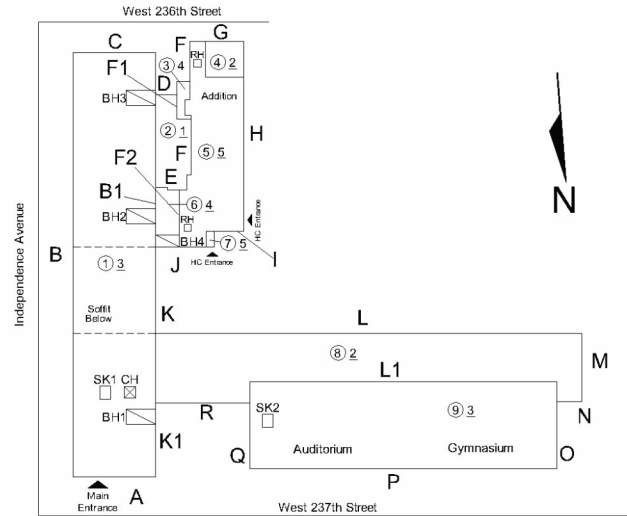 West 236th Street
G
C
F
RH
④ 2
③ 4
F1
D
BH3
Addition
② 1
H
F
⑤ 5
F2
E
⑥ 4
B1
RH
BH2
HC Entrance
BH4
⑦ 5
B
J
HC Entrance
I
① 3
Independence Avenue
Soffit
Below
K
L
⑧ 2
M
L1
SK1 CH
R
SK2
⑨ 3
N
BH1
K1
Q
Auditorium
Gymnasium
O
P
Main
Entrance
A
West 237th Street
N